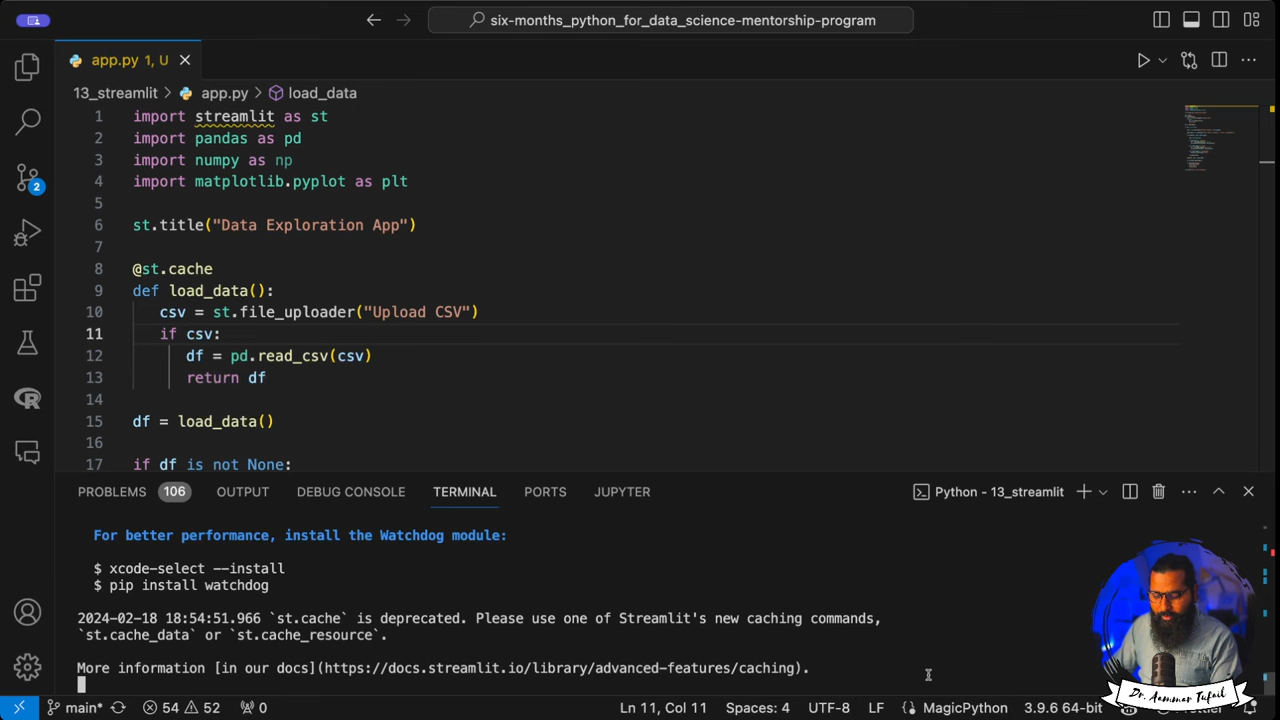 six-months_python_for_data_science-mentorship-program
app.py 1, U
13_streamlit > app.py > load_data
1 import streamlit as st
2 import pandas as pd
3 import numpy as np
4 import matplotlib.pyplot as plt
5
6 st.title("Data Exploration App")
7
8 @st.cache
9 def load_data():
10 csv = st.file_uploader("Upload CSV")
11 if csv:
12 df = pd.read_csv(csv)
13 return df
14
15 df = load_data()
16
17 if df is not None:
2
PROBLEMS 106 OUTPUT DEBUG CONSOLE TERMINAL PORTS JUPYTER Python - 13_streamlit
For better performance, install the Watchdog module:
$ xcode-select --install
$ pip install watchdog
2024-02-18 18:54:51.966 `st.cache` is deprecated. Please use one of Streamlit's new caching commands,
`st.cache_data` or `st.cache_resource`.
More information [in our docs](https://docs.streamlit.io/library/advanced-features/caching).
Dr. Aammar Tufail
main* 54 52 0 Ln 11, Col 11 Spaces: 4 UTF-8 LF MagicPython 3.9.6 64-bit